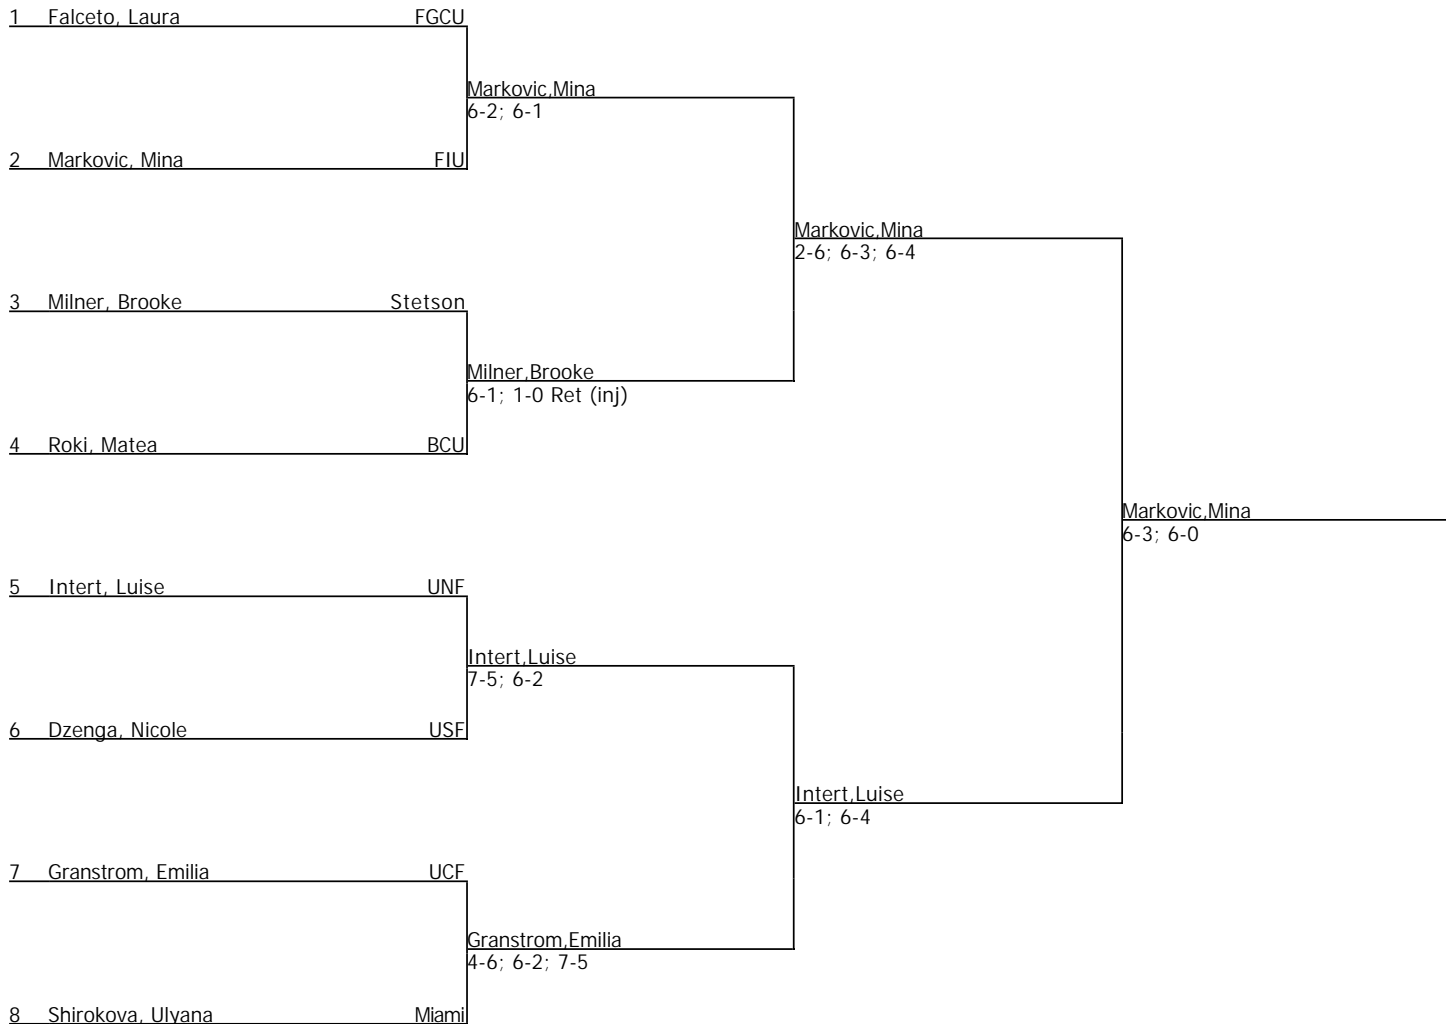 1 Falceto, Laura FGCU
Markovic,Mina
6-2; 6-1
2 Markovic, Mina FIU
Markovic,Mina
2-6; 6-3; 6-4
3 Milner, Brooke Stetson
Milner,Brooke
6-1; 1-0 Ret (inj)
4 Roki, Matea BCU
Markovic,Mina
6-3; 6-0
5 Intert, Luise UNF
Intert,Luise
7-5; 6-2
6 Dzenga, Nicole USF
Intert,Luise
6-1; 6-4
7 Granstrom, Emilia UCF
Granstrom,Emilia
4-6; 6-2; 7-5
8 Shirokova, Ulyana Miami